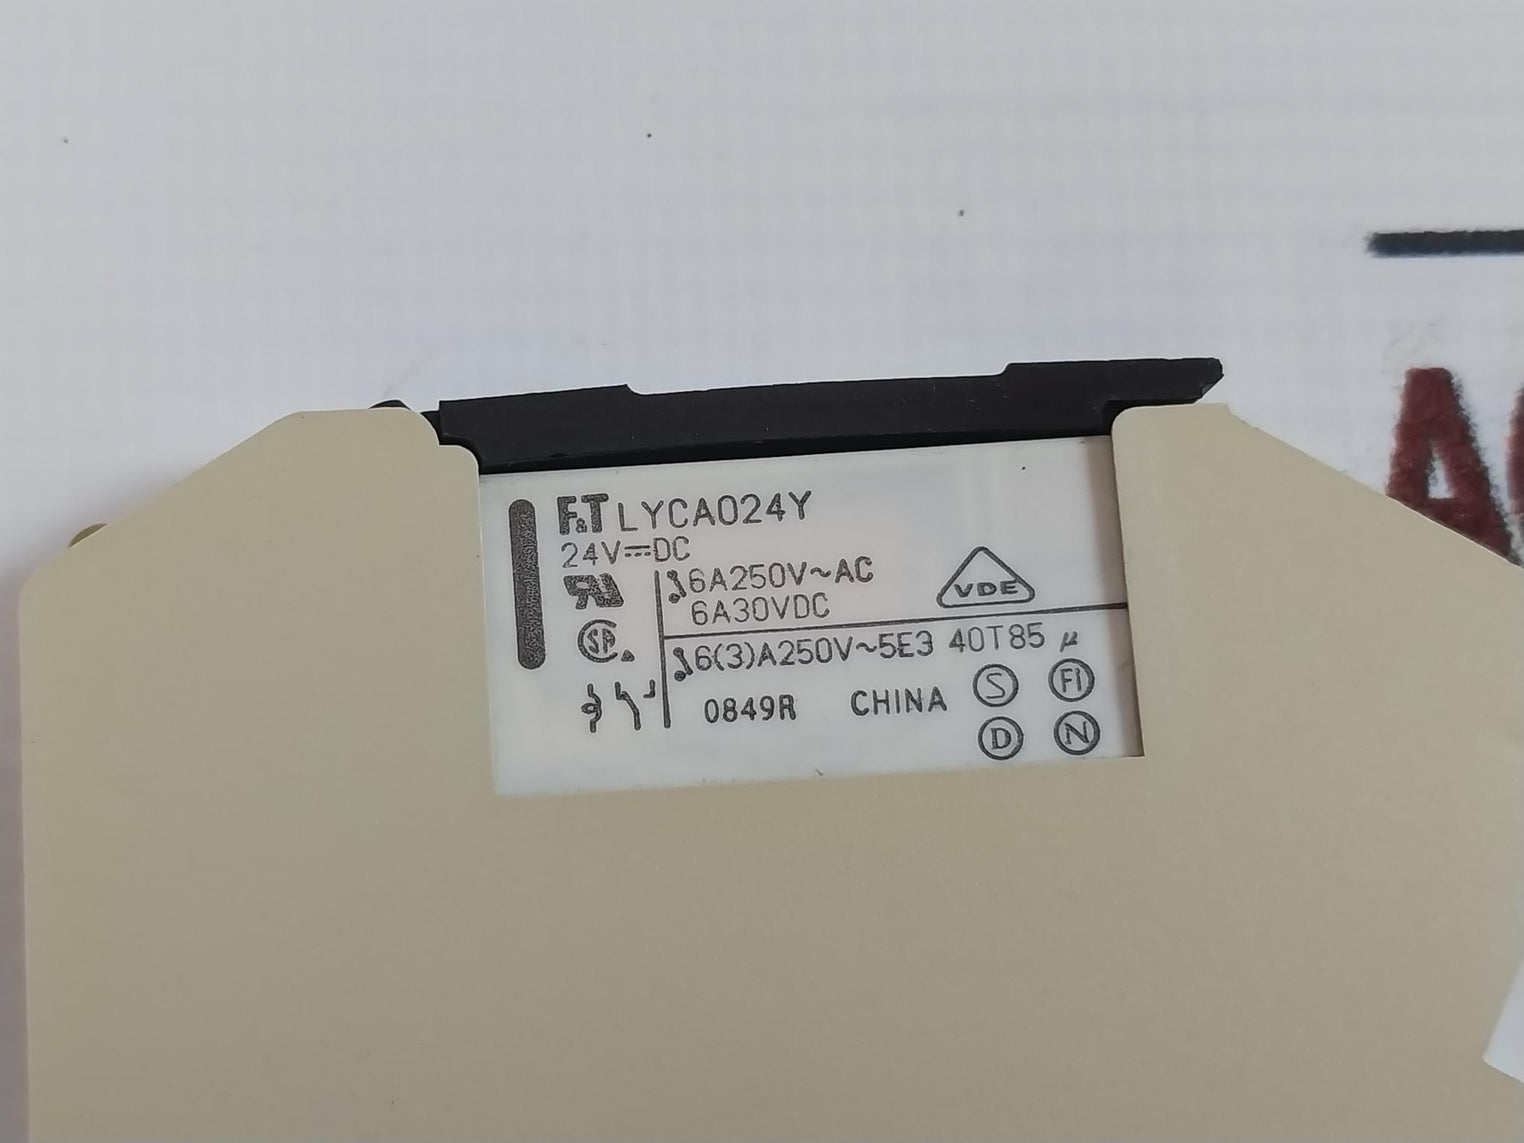 F&T LYCA024Y
24V⎓DC
6A250V~AC
6A30VDC
VDE
6(3)A250V~5E3 40T85 µ
0849R CHINA
S FI
D N